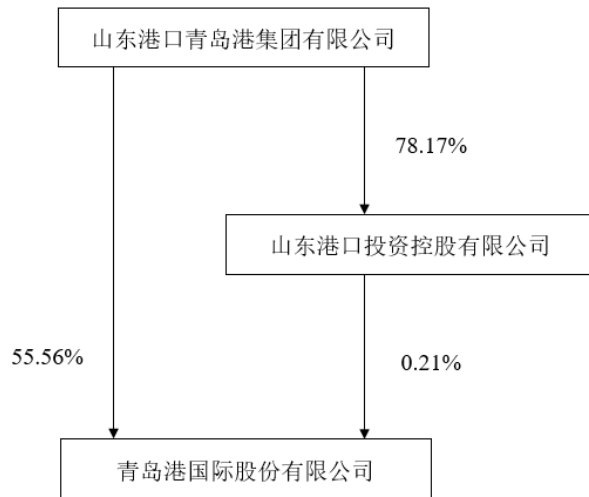 山东港口青岛港集团有限公司
78.17%
山东港口投资控股有限公司
55.56%
0.21%
青岛港国际股份有限公司